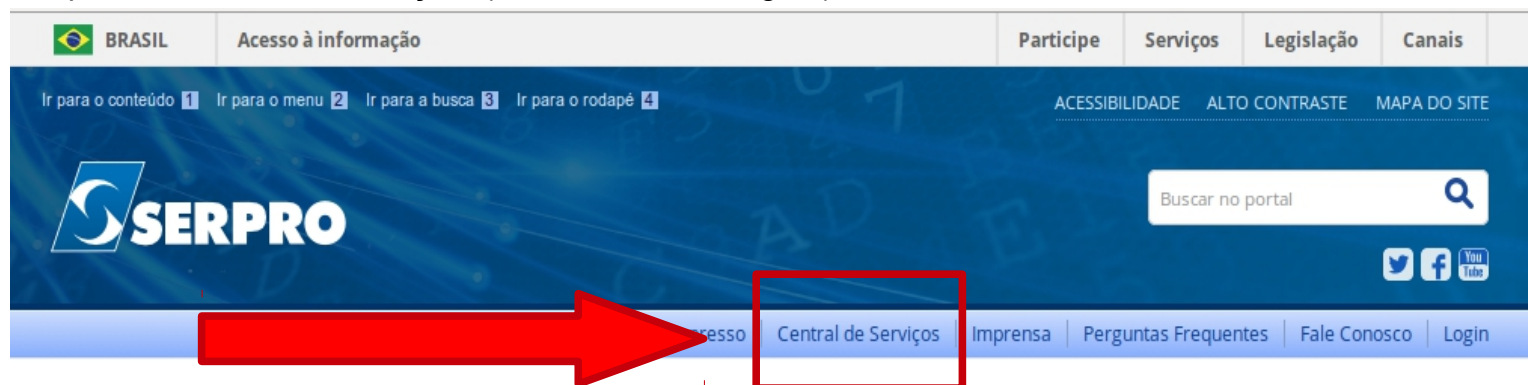 BRASIL Acesso à informação Participe Serviços Legislação Canais
Ir para o conteúdo 1 Ir para o menu 2 Ir para a busca 3 Ir para o rodapé 4 ACESSIBILIDADE ALTO CONTRASTE MAPA DO SITE
SERPRO
Buscar no portal
You Tube
Central de Serviços Imprensa Perguntas Frequentes Fale Conosco Login